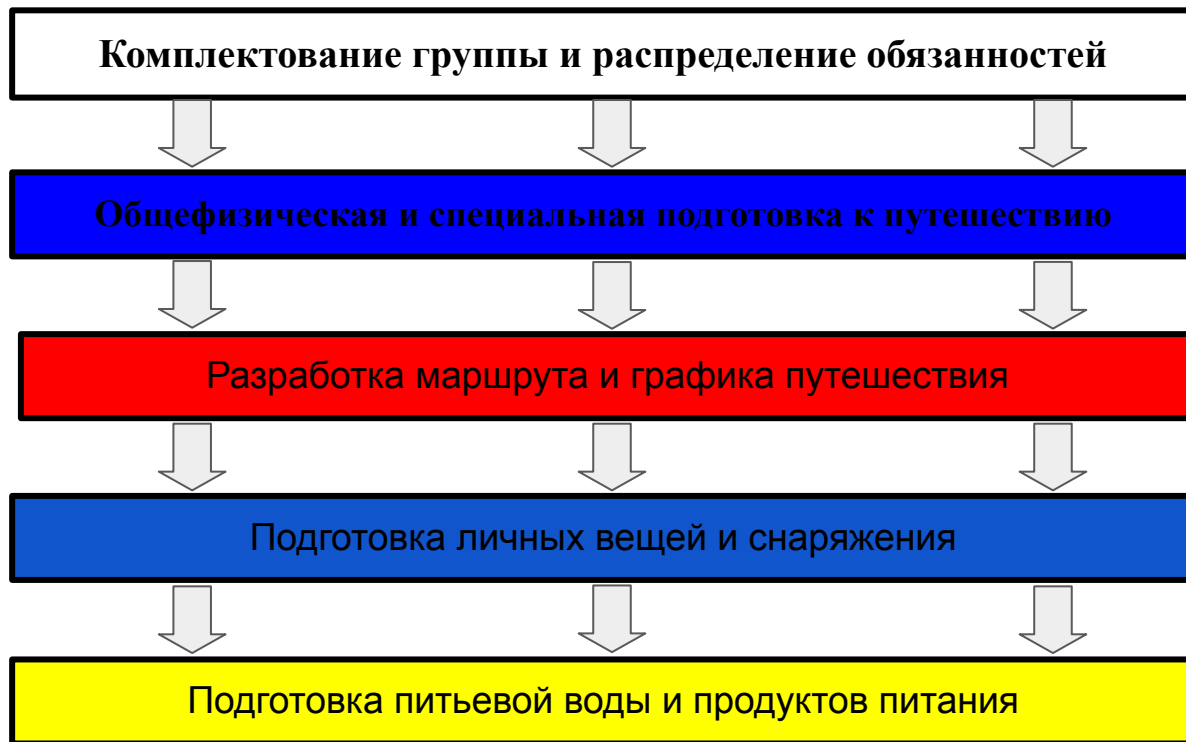 Комплектование группы и распределение обязанностей
Общефизическая и специальная подготовка к путешествию
Разработка маршрута и графика путешествия
Подготовка личных вещей и снаряжения
Подготовка питьевой воды и продуктов питания